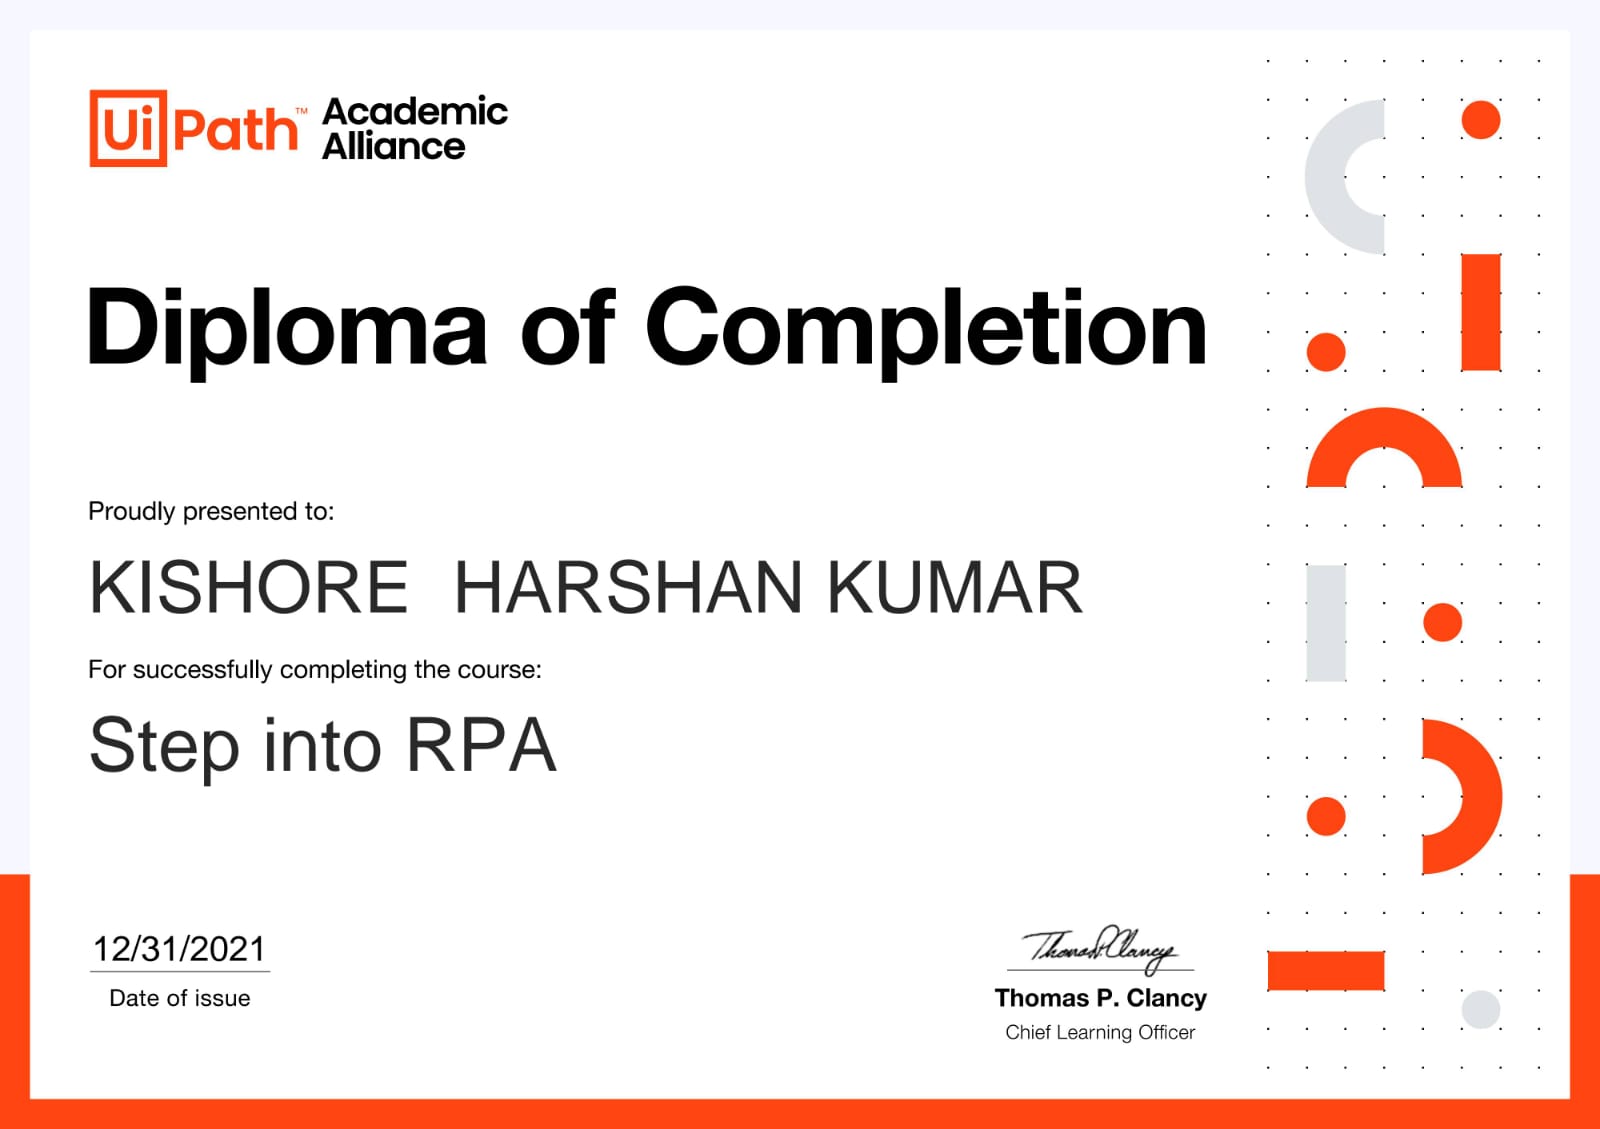 UiPath™ Academic
Alliance
Diploma of Completion
Proudly presented to:
KISHORE  HARSHAN KUMAR
For successfully completing the course:
Step into RPA
12/31/2021
Date of issue
Thomas P. Clancy
Thomas P. Clancy
Chief Learning Officer